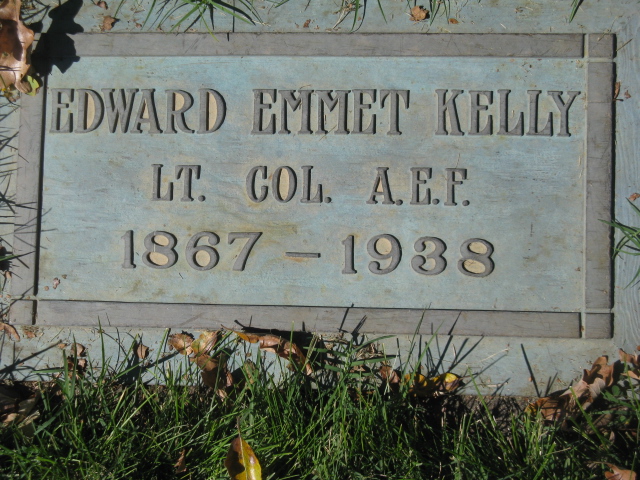 EDWARD EMMET KELLY
LT. COL. A.E.F.
1867 – 1938